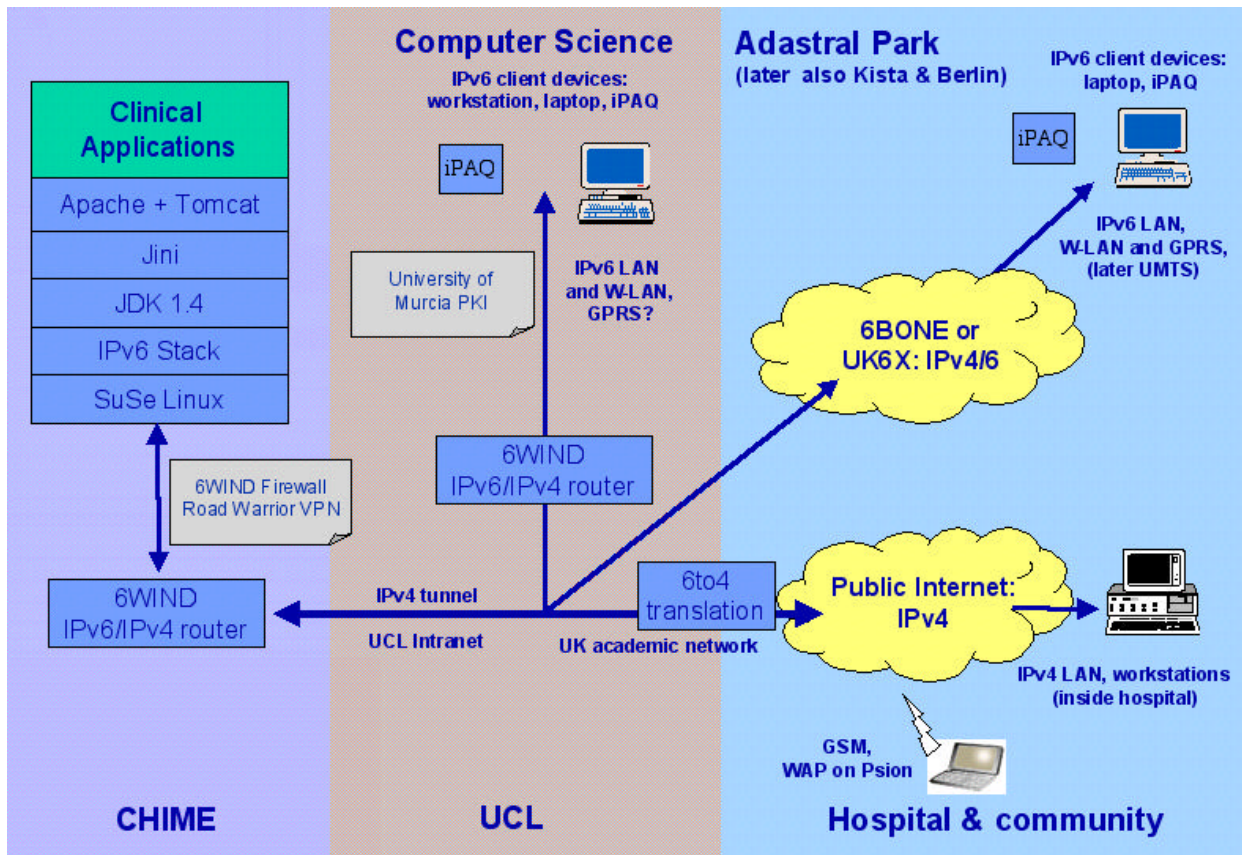 Clinical
Applications
Apache + Tomcat
Jini
JDK 1.4
IPv6 Stack
SuSe Linux
6WIND Firewall
Road Warrior VPN
6WIND
IPv6/IPv4 router
CHIME
Computer Science
IPv6 client devices:
workstation, laptop, iPAQ
iPAQ
University of
Murcia PKI
IPv6 LAN
and W-LAN,
GPRS?
6WIND
IPv6/IPv4 router
IPv4 tunnel
UCL Intranet
6to4
translation
UK academic network
UCL
Adastral Park
(later also Kista & Berlin)
IPv6 client devices:
laptop, iPAQ
iPAQ
IPv6 LAN,
W-LAN and GPRS,
(later UMTS)
6BONE or
UK6X: IPv4/6
Public Internet:
IPv4
IPv4 LAN, workstations
(inside hospital)
GSM,
WAP on Psion
Hospital & community